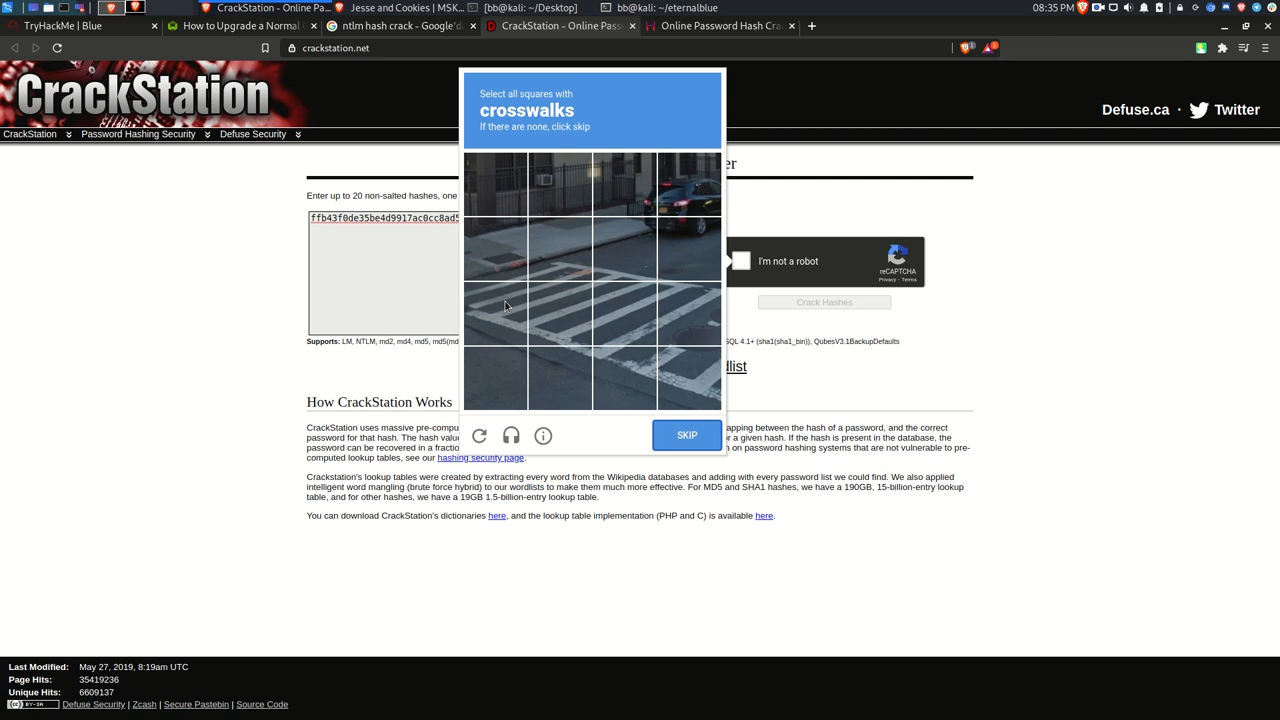 CrackStation - Online Pa...
Jesse and Cookies | MSK...
[bb@kali: ~/Desktop]
bb@kali: ~/eternalblue
08:35 PM
TryHackMe | Blue
How to Upgrade a Normal
ntlm hash crack - Google'd
CrackStation - Online Pass
Online Password Hash Cra
crackstation.net
CrackStation
Defuse.ca · Twitter
CrackStation
Password Hashing Security
Defuse Security
er
Enter up to 20 non-salted hashes, one
ffb43f0de35be4d9917ac0cc8ad5
Select all squares with
crosswalks
If there are none, click skip
SKIP
I'm not a robot
reCAPTCHA
Privacy - Terms
Crack Hashes
Supports: LM, NTLM, md2, md4, md5, md5(md
QL 4.1+ (sha1(sha1_bin)), QubesV3.1BackupDefaults
dlist
How CrackStation Works
CrackStation uses massive pre-compu
apping between the hash of a password, and the correct
password for that hash. The hash valu
or a given hash. If the hash is present in the database, the
password can be recovered in a fractio
n on password hashing systems that are not vulnerable to pre-
computed lookup tables, see our hashing security page.
Crackstation's lookup tables were created by extracting every word from the Wikipedia databases and adding with every password list we could find. We also applied
intelligent word mangling (brute force hybrid) to our wordlists to make them much more effective. For MD5 and SHA1 hashes, we have a 190GB, 15-billion-entry lookup
table, and for other hashes, we have a 19GB 1.5-billion-entry lookup table.
You can download CrackStation's dictionaries here, and the lookup table implementation (PHP and C) is available here.
Last Modified: May 27, 2019, 8:19am UTC
Page Hits: 35419236
Unique Hits: 6609137
Defuse Security | Zcash | Secure Pastebin | Source Code